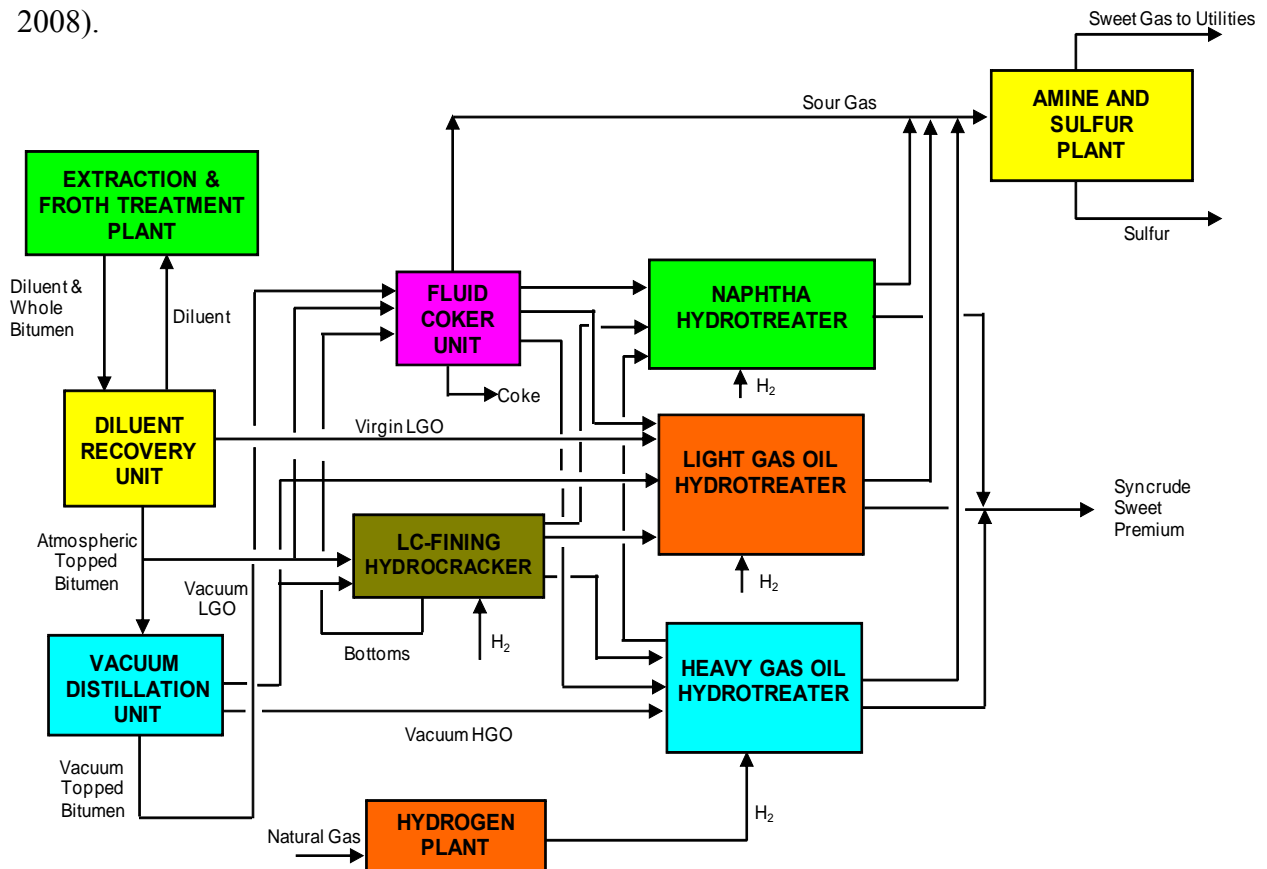 2008).
Sweet Gas to Utilities
Sour Gas
AMINE AND
SULFUR
PLANT
Sulfur
EXTRACTION &
FROTH TREATMENT
PLANT
Diluent &
Whole
Bitumen
Diluent
FLUID
COKER
UNIT
Coke
NAPHTHA
HYDROTREATER
H2
DILUENT
RECOVERY
UNIT
Virgin LGO
LIGHT GAS OIL
HYDROTREATER
H2
Syncrude
Sweet
Premium
Atmospheric
Topped
Bitumen
Vacuum
LGO
LC-FINING
HYDROCRACKER
Bottoms
H2
VACUUM
DISTILLATION
UNIT
HEAVY GAS OIL
HYDROTREATER
Vacuum HGO
Vacuum
Topped
Bitumen
Natural Gas
HYDROGEN
PLANT
H2